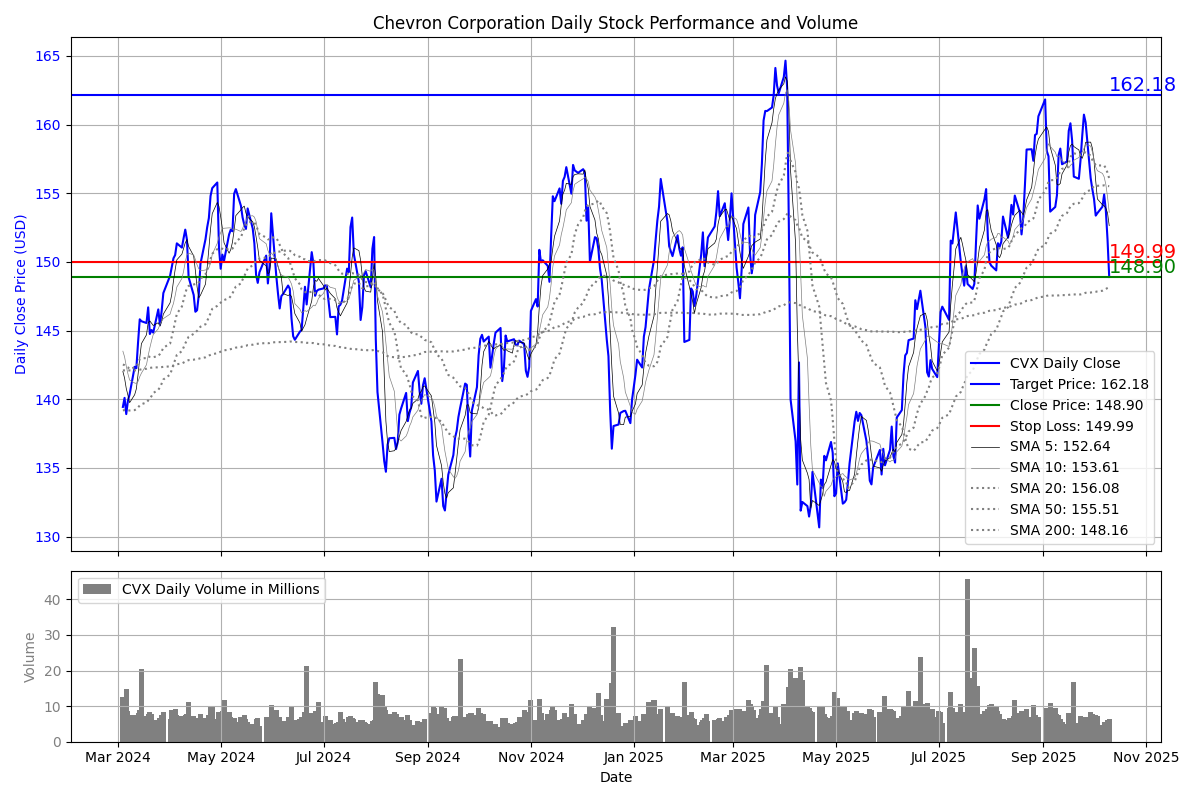 Chevron Corporation Daily Stock Performance and Volume
Daily Close Price (USD)
165
160
155
150
145
140
135
130
162.18
149.99
148.90
CVX Daily Close
Target Price: 162.18
Close Price: 148.90
Stop Loss: 149.99
SMA 5: 152.64
SMA 10: 153.61
SMA 20: 156.08
SMA 50: 155.51
SMA 200: 148.16
CVX Daily Volume in Millions
Volume
40
30
20
10
0
Mar 2024 May 2024 Jul 2024 Sep 2024 Nov 2024 Jan 2025 Mar 2025 May 2025 Jul 2025 Sep 2025 Nov 2025
Date